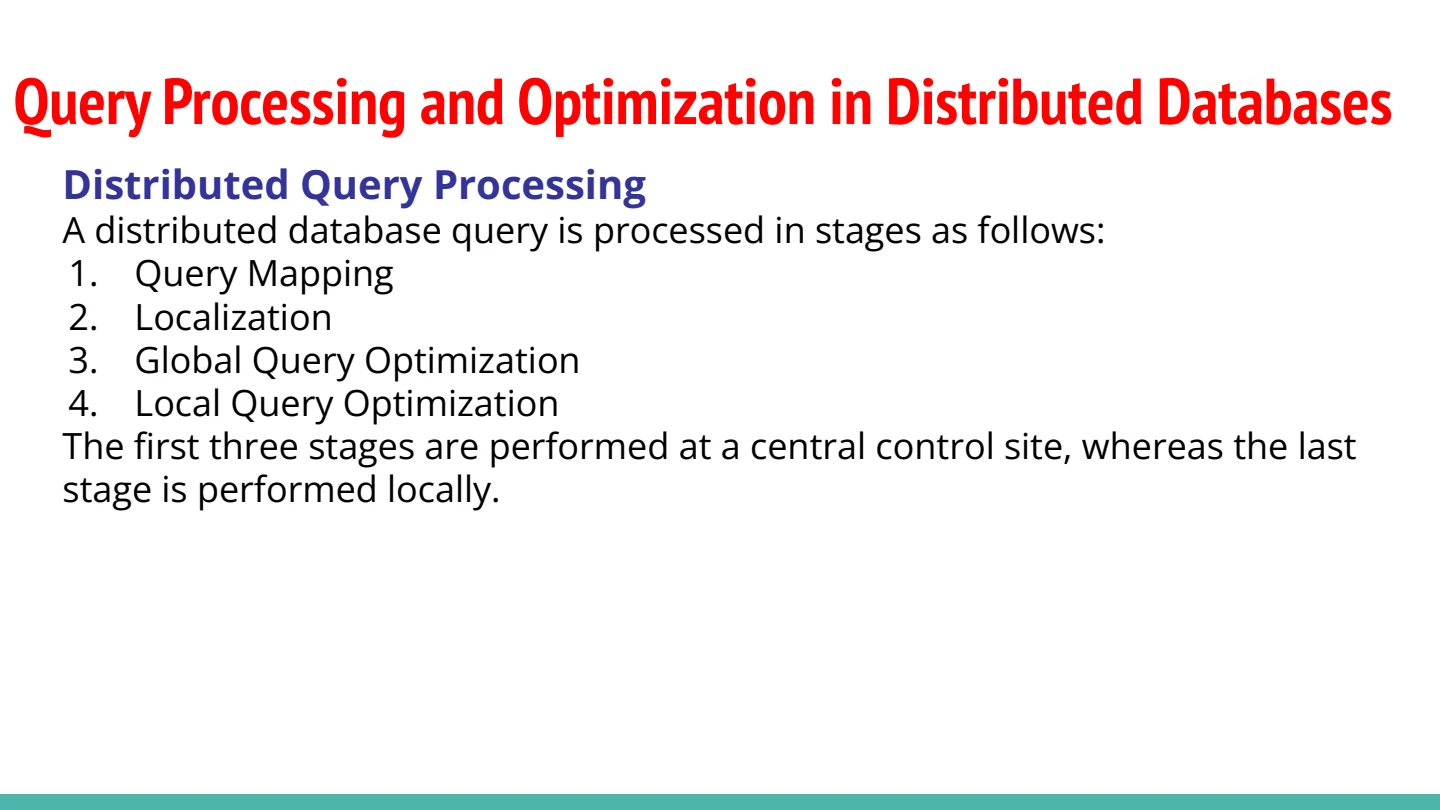 Query Processing and Optimization in Distributed Databases
Distributed Query Processing
A distributed database query is processed in stages as follows:
1. Query Mapping
2. Localization
3. Global Query Optimization
4. Local Query Optimization
The first three stages are performed at a central control site, whereas the last
stage is performed locally.